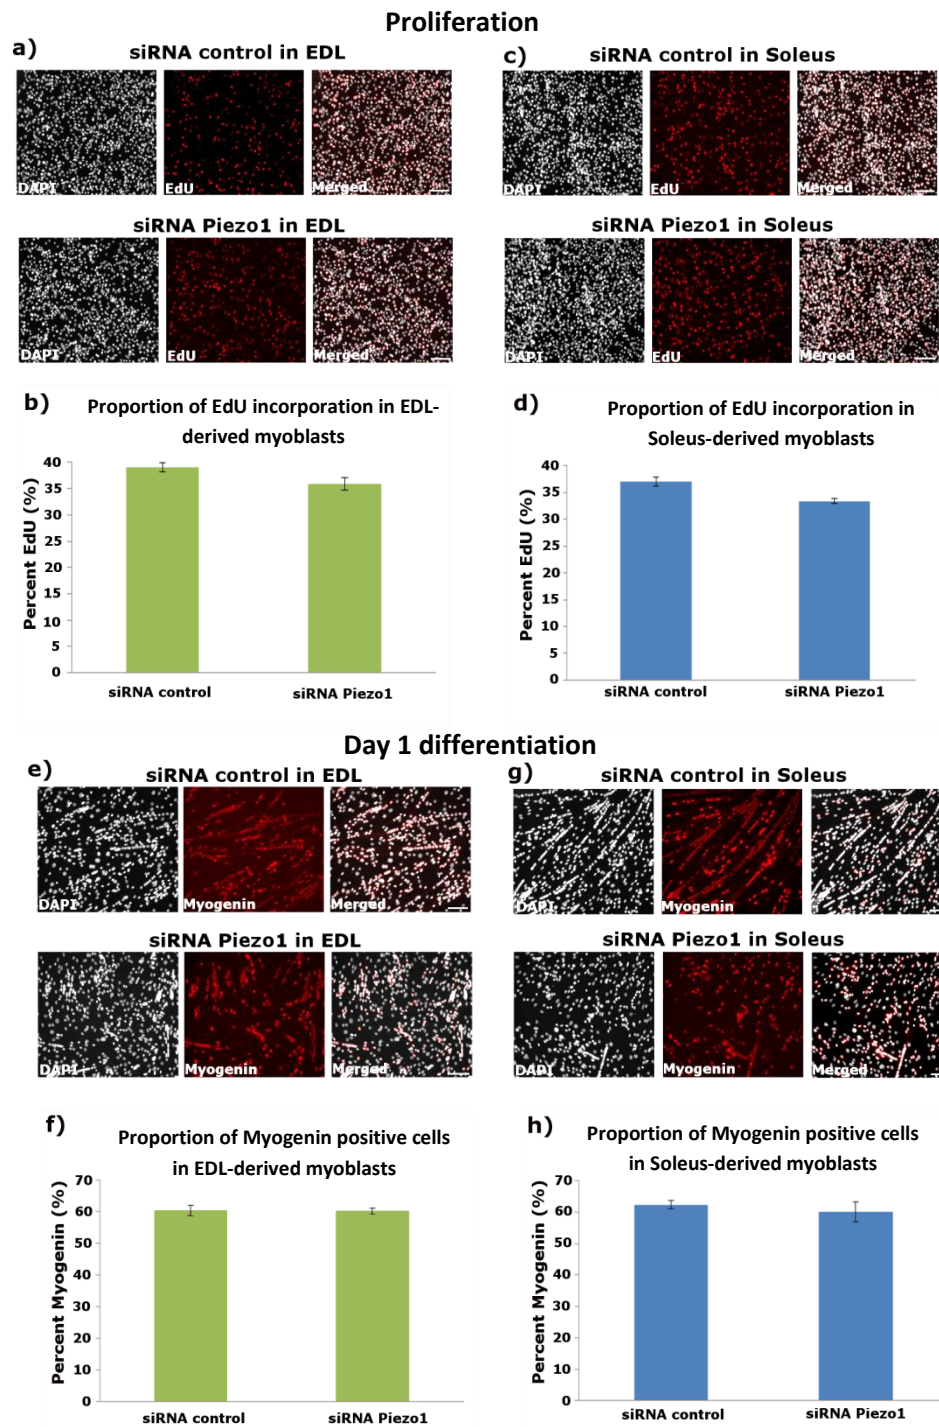 Proliferation
a)
siRNA control in EDL
DAPI
EdU
Merged
siRNA Piezo1 in EDL
DAPI
EdU
Merged
c)
siRNA control in Soleus
DAPI
EdU
Merged
siRNA Piezo1 in Soleus
DAPI
EdU
Merged
b)
Proportion of EdU incorporation in EDL-
derived myoblasts
Percent EdU (%)
40
35
30
25
20
15
10
5
0
siRNA control
siRNA Piezo1
d)
Proportion of EdU incorporation in
Soleus-derived myoblasts
Percent EdU (%)
40
35
30
25
20
15
10
5
0
siRNA control
siRNA Piezo1
Day 1 differentiation
e)
siRNA control in EDL
DAPI
Myogenin
Merged
siRNA Piezo1 in EDL
DAPI
Myogenin
Merged
g)
siRNA control in Soleus
DAPI
Myogenin
Merged
siRNA Piezo1 in Soleus
DAPI
Myogenin
Merged
f)
Proportion of Myogenin positive cells
in EDL-derived myoblasts
Percent Myogenin (%)
70
60
50
40
30
20
10
0
siRNA control
siRNA Piezo1
h)
Proportion of Myogenin positive cells
in Soleus-derived myoblasts
Percent Myogenin (%)
70
60
50
40
30
20
10
0
siRNA control
siRNA Piezo1